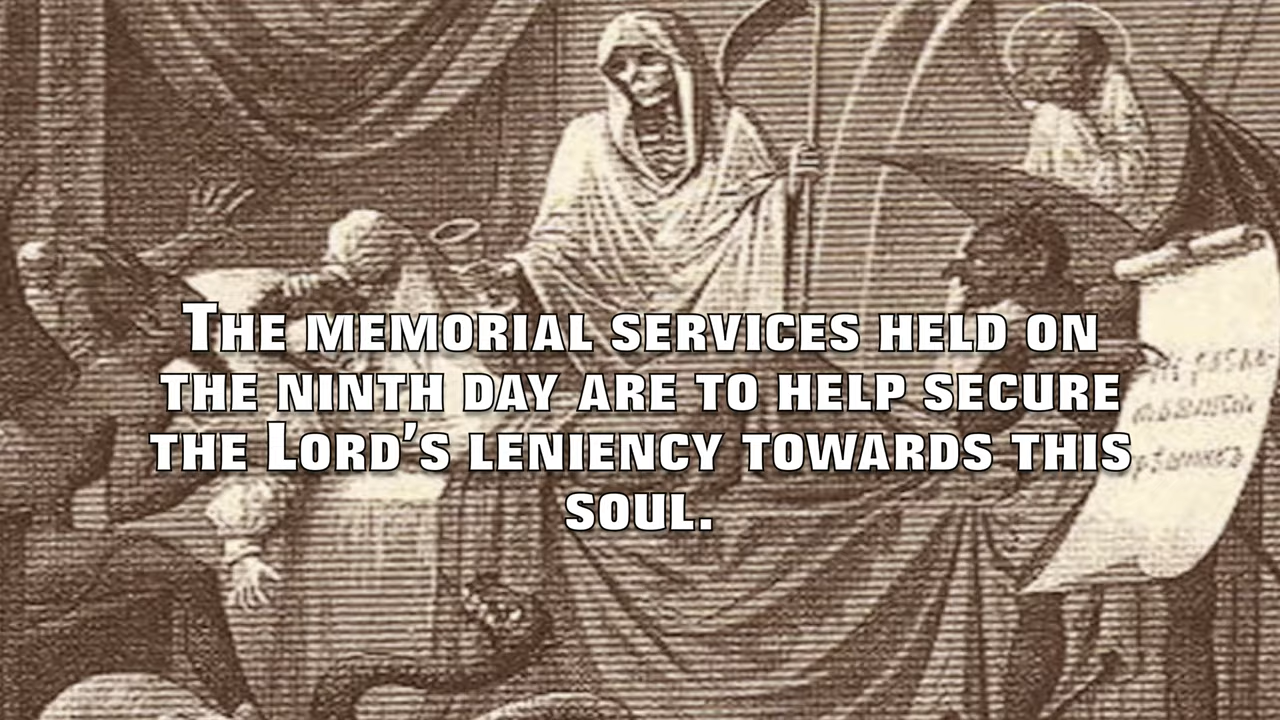 The memorial services held on
the ninth day are to help secure
the Lord's leniency towards this
soul.